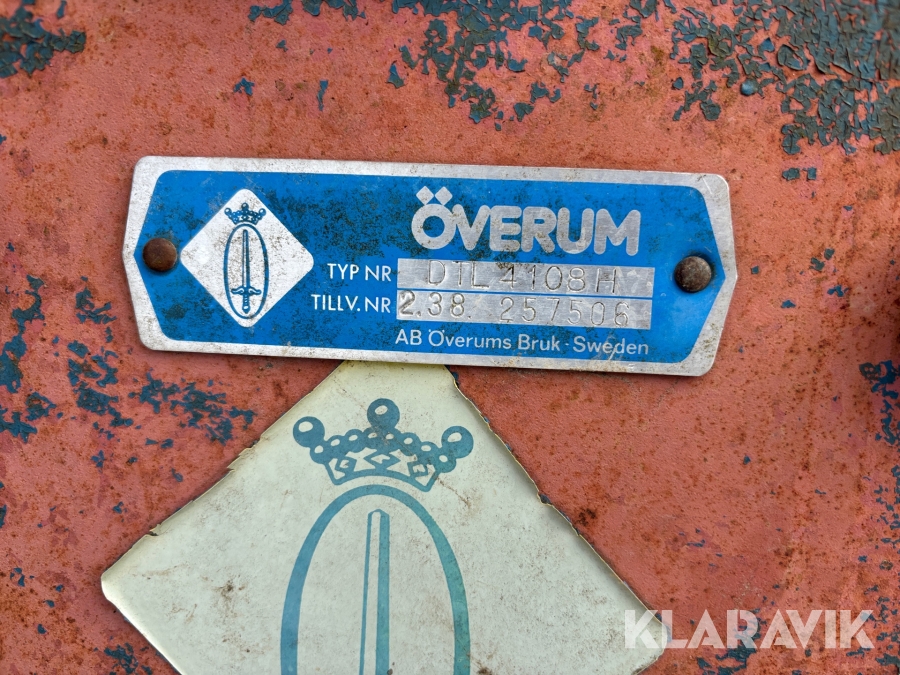 ÖVERUM
TYP NR DTL 4108 H
TILLV. NR 2.38. 257506
AB Överums Bruk - Sweden
KLARAVIK